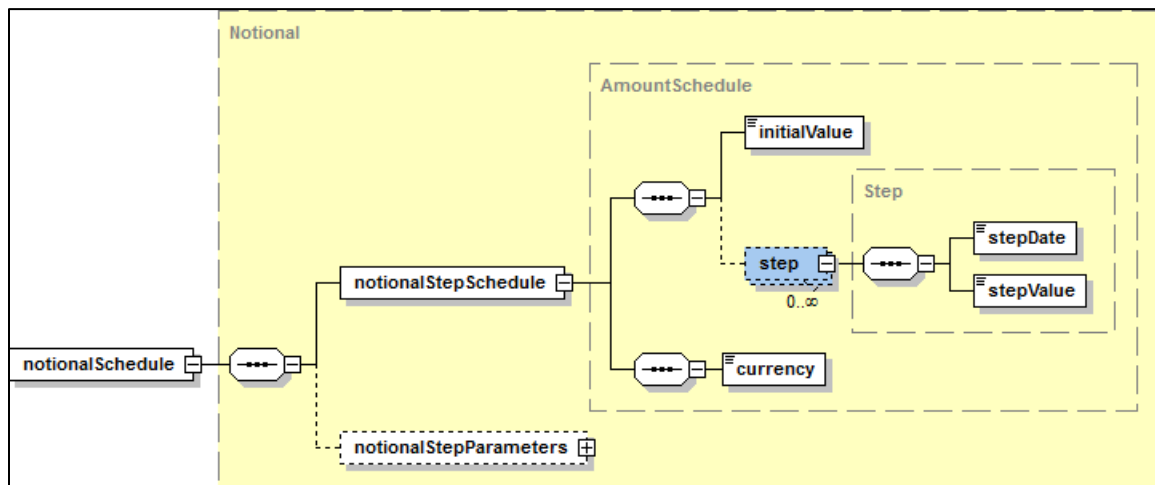 Notional
AmountSchedule
initialValue
Step
stepDate
step
notionalStepSchedule
stepValue
0..∞
notionalSchedule
currency
notionalStepParameters